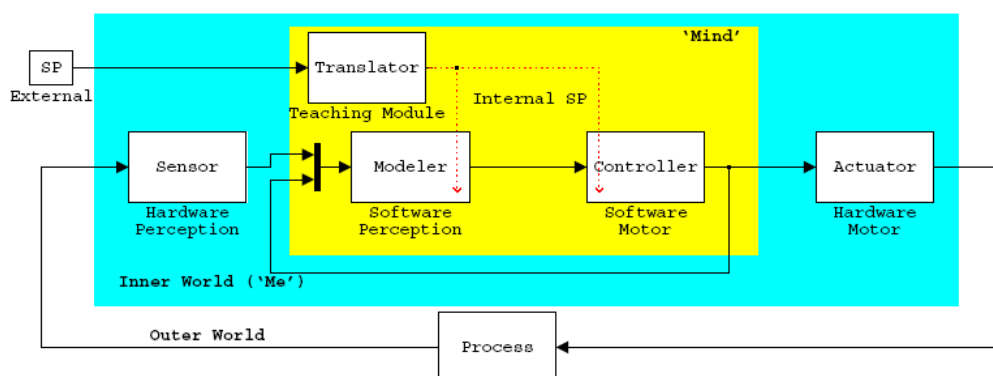 ‘Mind’
SP
External
Translator
Teaching Module
Internal SP
Sensor
Hardware
Perception
Modeler
Software
Perception
Controller
Software
Motor
Actuator
Hardware
Motor
Inner World (‘Me’)
Outer World
Process